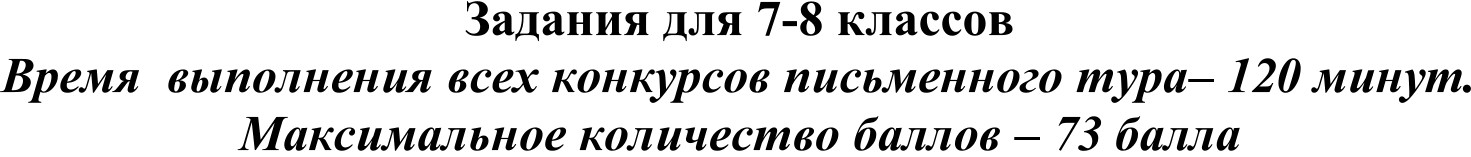 Задания для 7-8 классов
Время  выполнения всех конкурсов письменного тура– 120 минут.
Максимальное количество баллов – 73 балла